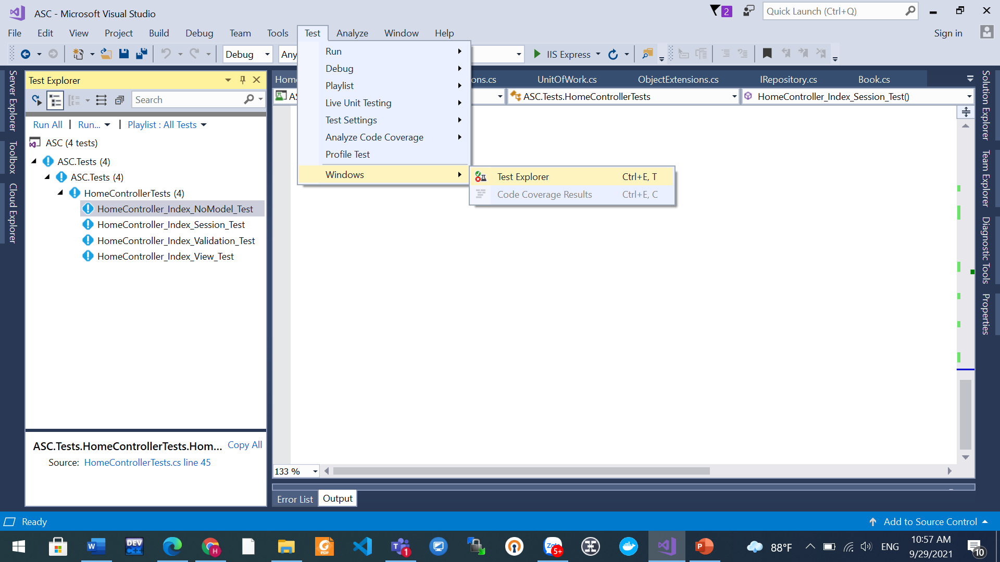 ASC - Microsoft Visual Studio
2
Quick Launch (Ctrl+Q)
File Edit View Project Build Debug Team Tools Test Analyze Window Help
Sign in
Debug
Any
IIS Express
Run
Debug
Playlist
Live Unit Testing
Test Settings
Analyze Code Coverage
Profile Test
Windows
Test Explorer Ctrl+E, T
Code Coverage Results Ctrl+E, C
Server Explorer
Toolbox
Cloud Explorer
Test Explorer
Search
Run All | Run... | Playlist : All Tests
ASC (4 tests)
ASC.Tests (4)
ASC.Tests (4)
HomeControllerTests (4)
HomeController_Index_NoModel_Test
HomeController_Index_Session_Test
HomeController_Index_Validation_Test
HomeController_Index_View_Test
ASC.Tests.HomeControllerTests.Hom... Copy All
Source: HomeControllerTests.cs line 45
UnitOfWork.cs ObjectExtensions.cs IRepository.cs Book.cs
ASC.Tests.HomeControllerTests
HomeController_Index_Session_Test()
133 %
Error List Output
Solution Explorer
Team Explorer
Diagnostic Tools
Properties
Ready
Add to Source Control
W
DEV C++
H
PDF
T
1
Zalo
5+
P
88°F
ENG
10:57 AM
9/29/2021
10